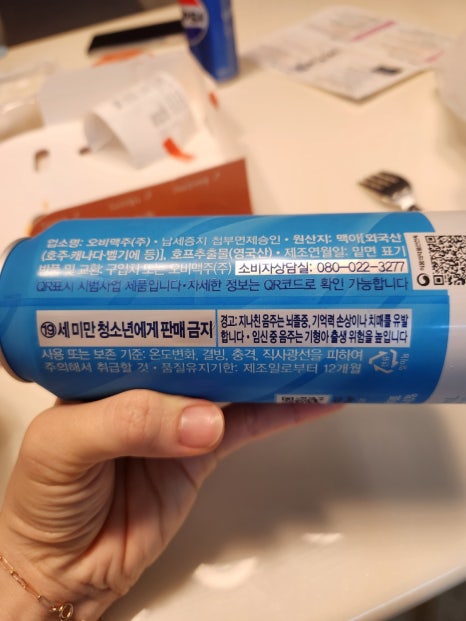 PEPSI
업소명: 오비맥주(주)・납세증지 첩부면제승인・원산지: 맥아[외국산
(호주,캐나다,벨기에 등)], 호프추출물(영국산)・제조연월일: 밑면 표기
반품 및 교환: 구입처 또는 오비맥주(주) 소비자상담실: 080-022-3277
QR표시 시범사업 제품입니다・자세한 정보는 QR코드로 확인 가능합니다
19세 미만 청소년에게 판매 금지
경고: 지나친 음주는 뇌졸중, 기억력 손상이나 치매를 유발
합니다・임신 중 음주는 기형아 출생 위험을 높입니다.
사용 또는 보존 기준: 온도변화, 결빙, 충격, 직사광선을 피하여
주의해서 취급할 것・품질유지기한: 제조일로부터 12개월